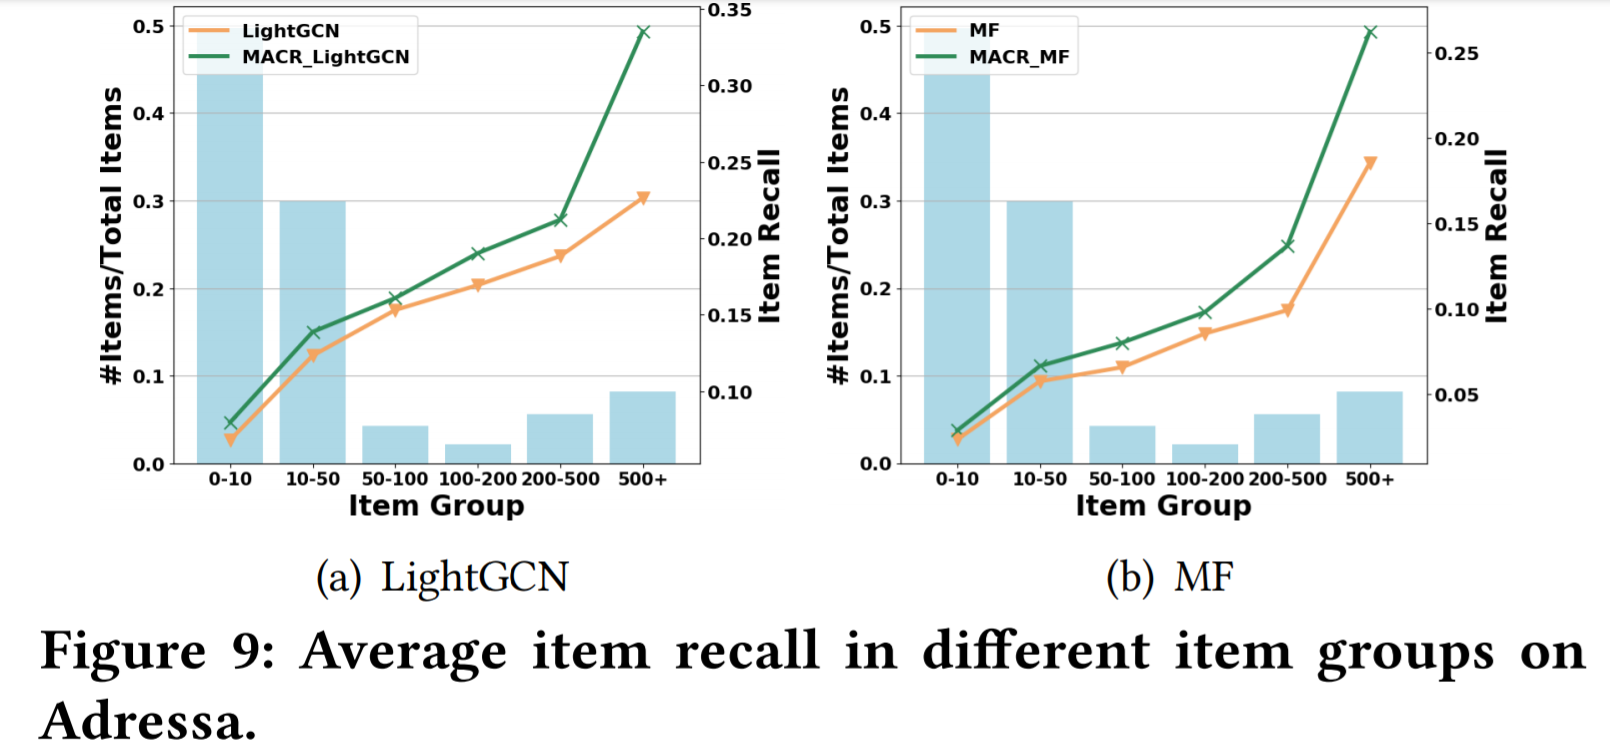 0.5
0.4
0.3
0.2
0.1
0.0
#Items/Total Items
LightGCN
MACR_LightGCN
0.35
0.30
0.25
0.20
0.15
0.10
Item Recall
0-10 10-50 50-100 100-200 200-500 500+
Item Group
(a) LightGCN
0.5
0.4
0.3
0.2
0.1
0.0
#Items/Total Items
MF
MACR_MF
0.25
0.20
0.15
0.10
0.05
Item Recall
0-10 10-50 50-100 100-200 200-500 500+
Item Group
(b) MF
Figure 9: Average item recall in different item groups on
Adressa.